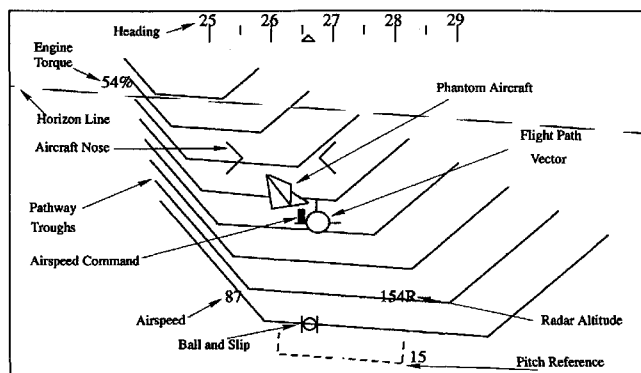 25 26 27 28 29
Heading
Engine
Torque
54%
Phantom Aircraft
Horizon Line
Aircraft Nose
Flight Path
Vector
Pathway
Troughs
Airspeed Command
87
154R
Airspeed
Radar Altitude
Ball and Slip
15
Pitch Reference